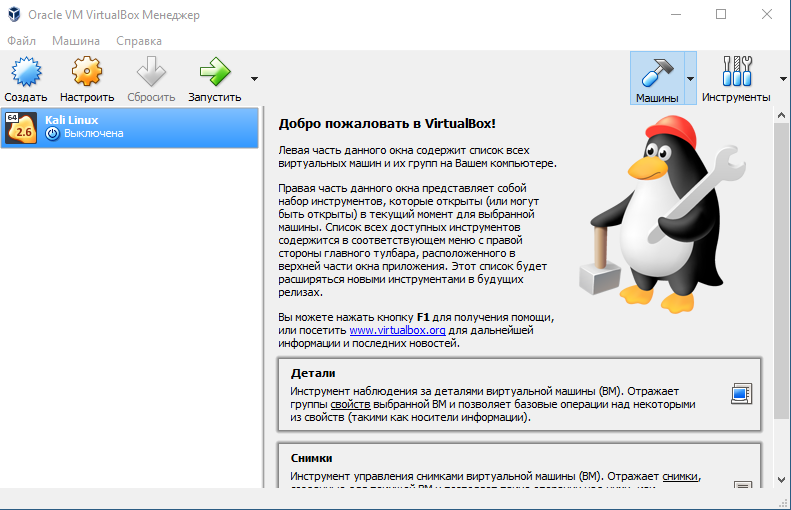 Oracle VM VirtualBox Менеджер
Файл Машина Справка
Создать Настроить Сбросить Запустить Машины Инструменты
64
2.6
Kali Linux
Выключена
Добро пожаловать в VirtualBox!
Левая часть данного окна содержит список всех
виртуальных машин и их групп на Вашем компьютере.
Правая часть данного окна представляет собой
набор инструментов, которые открыты (или могут
быть открыты) в текущий момент для выбранной
машины. Список всех доступных инструментов
содержится в соответствующем меню с правой
стороны главного тулбара, расположенного в
верхней части окна приложения. Этот список будет
расширяться новыми инструментами в будущих
релизах.
Вы можете нажать кнопку F1 для получения помощи,
или посетить www.virtualbox.org для дальнейшей
информации и последних новостей.
Детали
Инструмент наблюдения за деталями виртуальной машины (ВМ). Отражает
группы свойств выбранной ВМ и позволяет базовые операции над некоторыми
из свойств (такими как носители информации).
Снимки
Инструмент управления снимками виртуальной машины (ВМ). Отражает снимки,